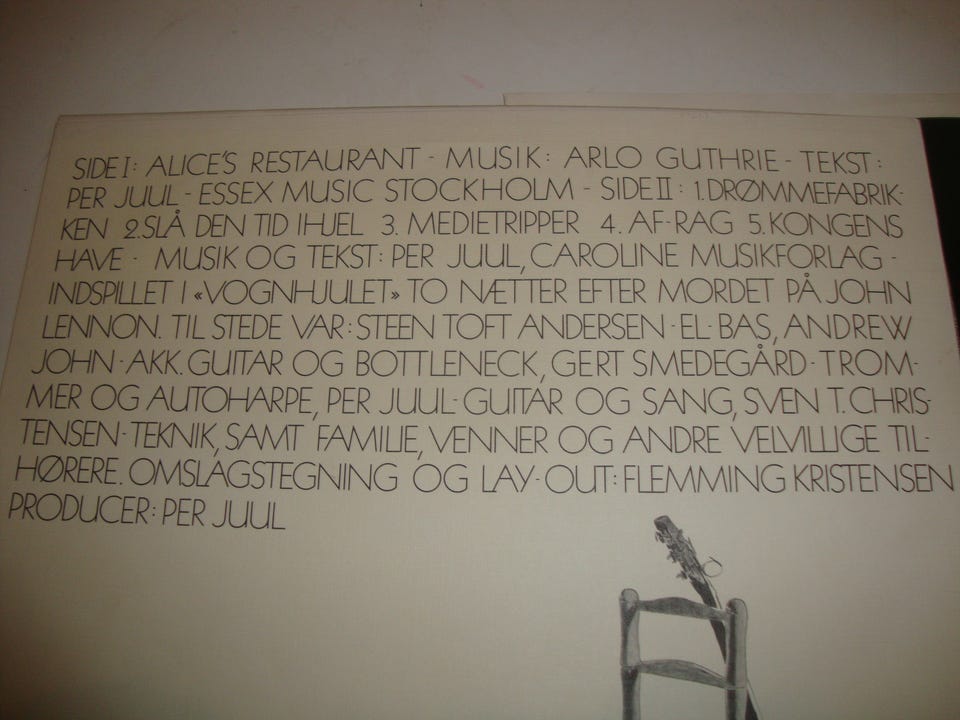 SIDE I: ALICE'S RESTAURANT - MUSIK: ARLO GUTHRIE - TEKST:
PER JUUL - ESSEX MUSIC STOCKHOLM - SIDE II: 1. DRØMMEFABRIK-
KEN 2. SLÅ DEN TID IHJEL 3. MEDIETRIPPER 4. AF-RAG 5. KONGENS
HAVE - MUSIK OG TEKST: PER JUUL, CAROLINE MUSIKFORLAG -
INDSPILLET I «VOGNHJULET» TO NÆTTER EFTER MORDET PÅ JOHN
LENNON. TIL STEDE VAR: STEEN TOFT ANDERSEN - EL-BAS, ANDREW
JOHN - AKK. GUITAR OG BOTTLENECK, GERT SMEDEGÅRD - TROM-
MER OG AUTOHARPE, PER JUUL - GUITAR OG SANG, SVEN T. CHRIS-
TENSEN - TEKNIK, SAMT FAMILIE, VENNER OG ANDRE VELVILLIGE TIL-
HØRERE. OMSLAGSTEGNING OG LAY-OUT: FLEMMING KRISTENSEN
PRODUCER: PER JUUL